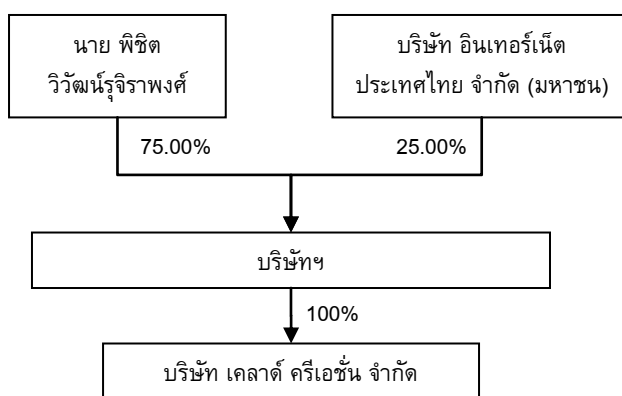 นาย พิชิต
วิวัฒน์รุจิราพงศ์
บริษัท อินเทอร์เน็ต
ประเทศไทย จำกัด (มหาชน)
75.00%
25.00%
บริษัทฯ
100%
บริษัท เคลาด์ ครีเอชั่น จำกัด